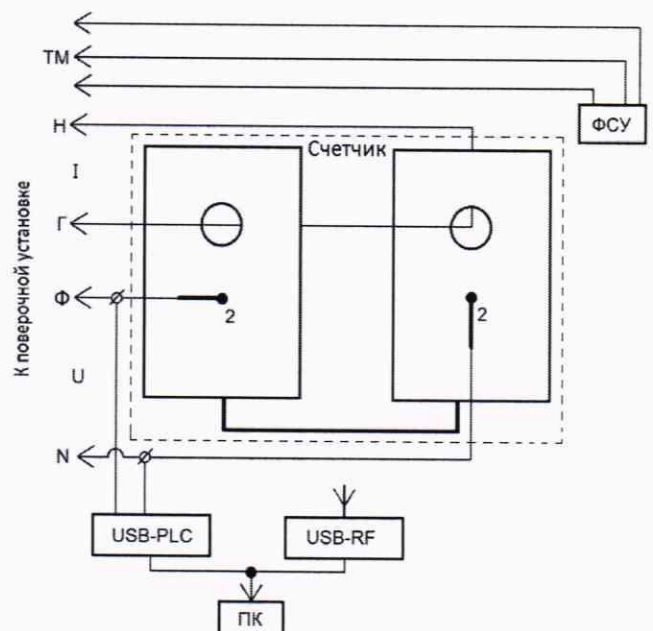 ТМ
ФСУ
Н
Счетчик
I
Г
К поверочной установке
Ф
2
2
U
N
USB-PLC
USB-RF
ПК